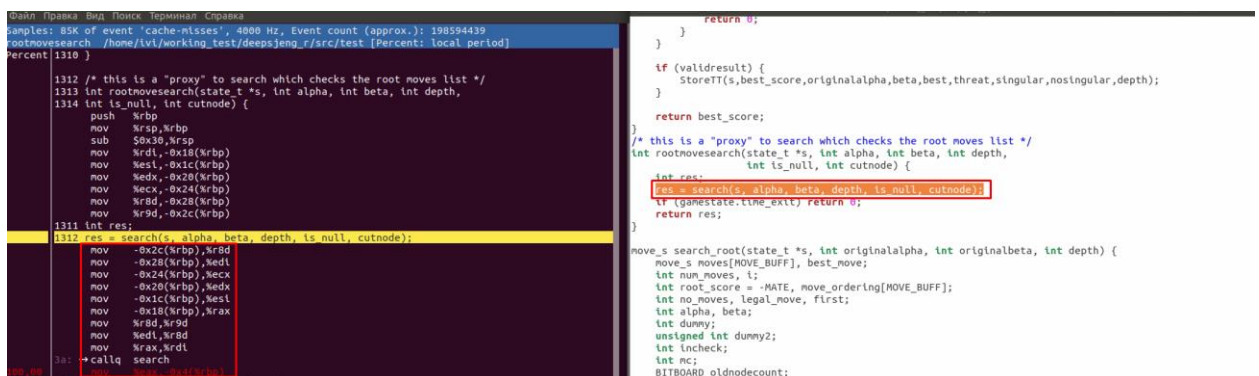 Файл Правка Вид Поиск Терминал Справка
Samples: 85K of event 'cache-misses', 4000 Hz, Event count (approx.): 198594439
rootmovesearch /home/ivi/working_test/deepsjeng_r/src/test [Percent: local period]
Percent 1310 }
1312 /* this is a "proxy" to search which checks the root moves list */
1313 int rootmovesearch(state_t *s, int alpha, int beta, int depth,
1314 int is_null, int cutnode) {
push %rbp
mov %rsp,%rbp
sub $0x30,%rsp
mov %rdi,-0x18(%rbp)
mov %esi,-0x1c(%rbp)
mov %edx,-0x20(%rbp)
mov %ecx,-0x24(%rbp)
mov %r8d,-0x28(%rbp)
mov %r9d,-0x2c(%rbp)
1311 int res;
1312 res = search(s, alpha, beta, depth, is_null, cutnode);
mov -0x2c(%rbp),%r8d
mov -0x28(%rbp),%edi
mov -0x24(%rbp),%ecx
mov -0x20(%rbp),%edx
mov -0x1c(%rbp),%esi
mov -0x18(%rbp),%rax
mov %r8d,%r9d
mov %edi,%r8d
mov %rax,%rdi
3a: →callq search
100,00 mov %eax,-0x4(%rbp)
return 0;
}
}
if (validresult) {
StoreTT(s,best_score,originalalpha,beta,best,threat,singular,nosingular,depth);
}
return best_score;
}
/* this is a "proxy" to search which checks the root moves list */
int rootmovesearch(state_t *s, int alpha, int beta, int depth,
int is_null, int cutnode) {
int res;
res = search(s, alpha, beta, depth, is_null, cutnode);
if (gamestate.time_exit) return 0;
return res;
}
move_s search_root(state_t *s, int originalalpha, int originalbeta, int depth) {
move_s moves[MOVE_BUFF], best_move;
int num_moves, i;
int root_score = -MATE, move_ordering[MOVE_BUFF];
int no_moves, legal_move, first;
int alpha, beta;
int dummy;
unsigned int dummy2;
int incheck;
int mc;
BITBOARD oldnodecount;